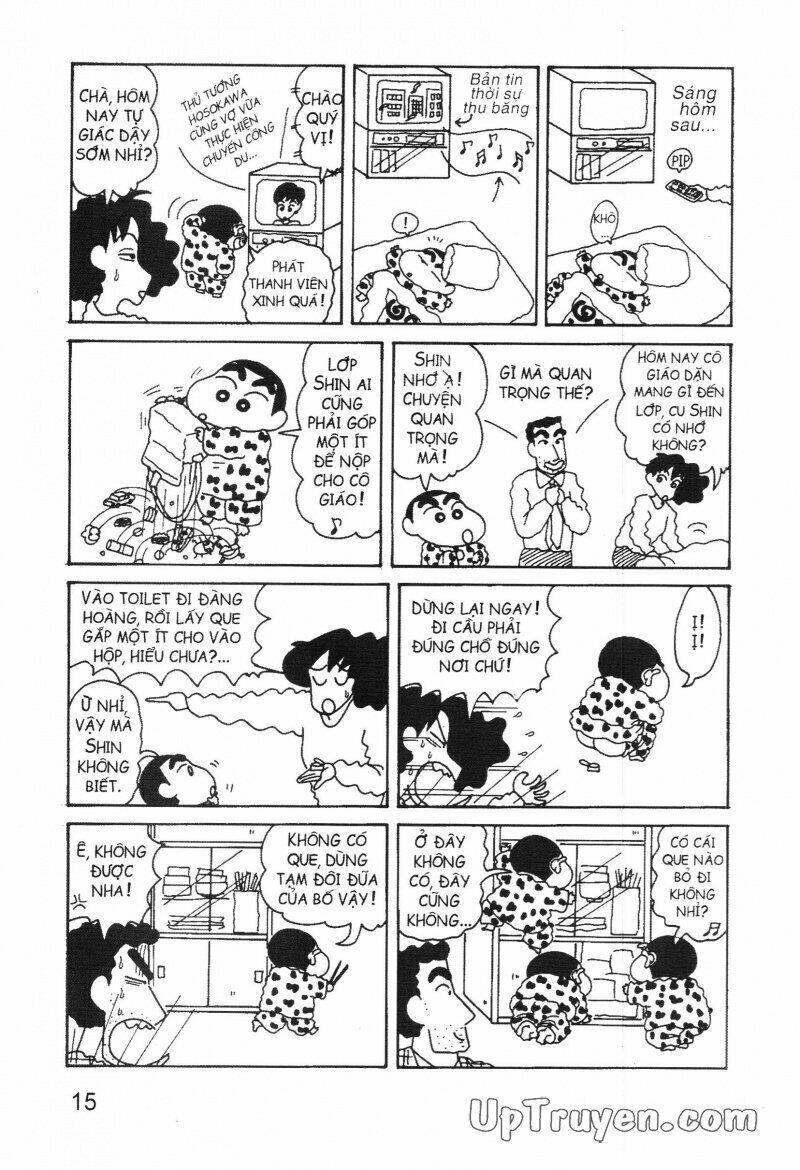 Sáng
hôm
sau...
PIP
KHÒ
...
Bản tin
thời sự
thu băng
!
CHÀO
QUÝ
VỊ!
THỦ TƯỚNG
HOSOKAWA
CÙNG VỢ VỪA
THỰC HIỆN
CHUYẾN CÔNG
DU...
PHÁT
THANH VIÊN
XINH QUÁ!
CHÀ, HÔM
NAY TỰ
GIÁC DẬY
SỚM NHỈ?
HÔM NAY CÔ
GIÁO DẶN
MANG GÌ ĐẾN
LỚP, CU SHIN
CÓ NHỚ
KHÔNG?
GÌ MÀ QUAN
TRỌNG THẾ?
SHIN
NHỚ Ạ!
CHUYỆN
QUAN
TRỌNG
MÀ!
LỚP
SHIN AI
CŨNG
PHẢI GÓP
MỘT ÍT
ĐỂ NỘP
CHO CÔ
GIÁO!
Ị!
Ị!
DỪNG LẠI NGAY!
ĐI CẦU PHẢI
ĐÚNG CHỖ ĐÚNG
NƠI CHỨ!
VÀO TOILET ĐI ĐÀNG
HOÀNG, RỒI LẤY QUE
GẮP MỘT ÍT CHO VÀO
HỘP, HIỂU CHƯA?...
Ừ NHỈ,
VẬY MÀ
SHIN
KHÔNG
BIẾT.
CÓ CÁI
QUE NÀO
BỎ ĐI
KHÔNG
NHỈ?
Ở ĐÂY
KHÔNG
CÓ, ĐÂY
CŨNG
KHÔNG...
KHÔNG CÓ
QUE, DÙNG
TẠM ĐÔI ĐŨA
CỦA BỐ VẬY!
Ê, KHÔNG
ĐƯỢC
NHA!
15
UpTruyen.com